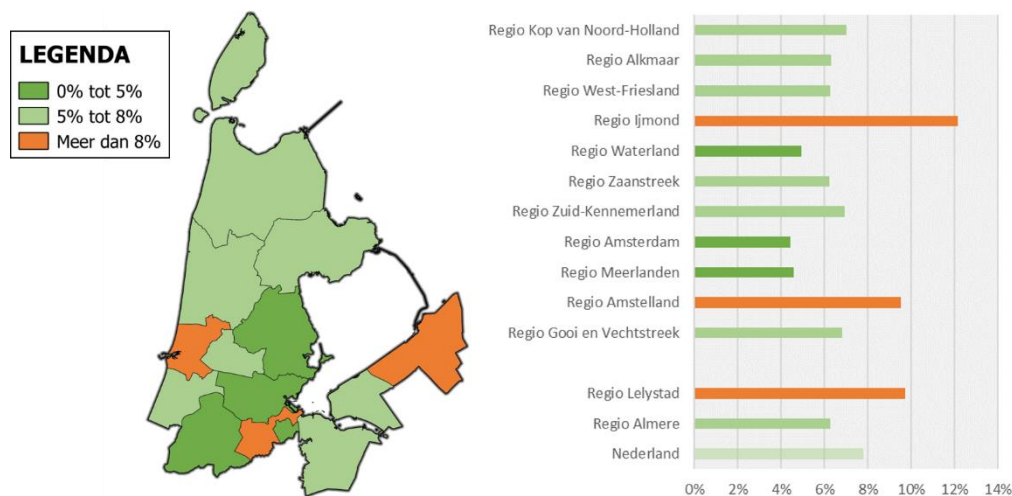 LEGENDA
0% tot 5%
5% tot 8%
Meer dan 8%
Regio Kop van Noord-Holland
Regio Alkmaar
Regio West-Friesland
Regio Ijmond
Regio Waterland
Regio Zaanstreek
Regio Zuid-Kennemerland
Regio Amsterdam
Regio Meerlanden
Regio Amstelland
Regio Gooi en Vechtstreek
Regio Lelystad
Regio Almere
Nederland
0% 2% 4% 6% 8% 10% 12% 14%